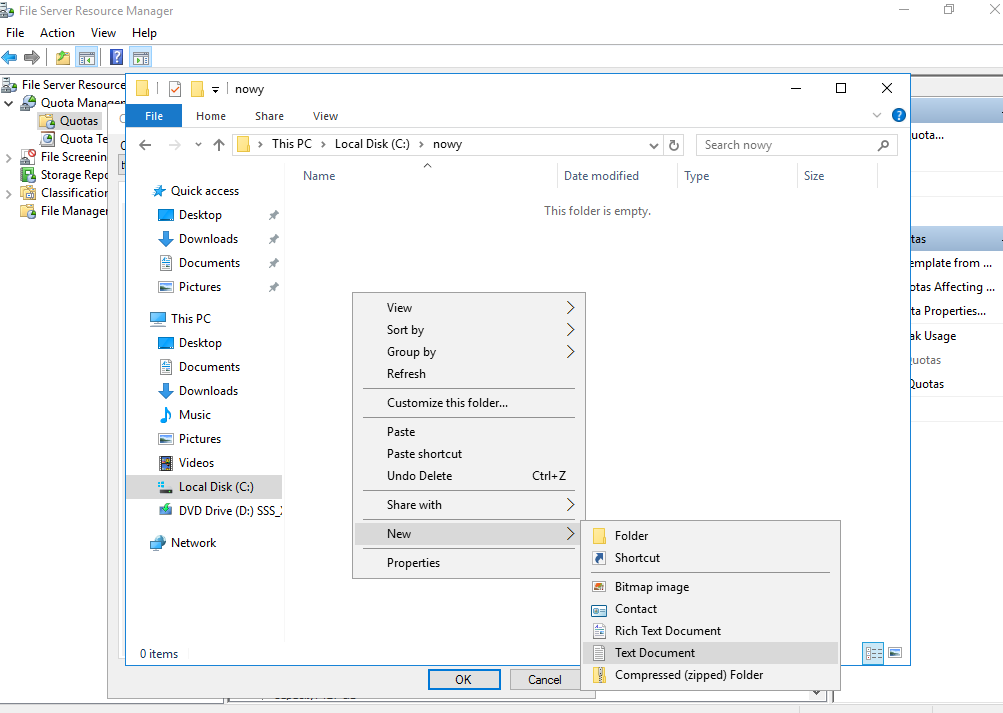 File Server Resource Manager
File Action View Help
File Server Resource
Quota Manager
Quotas
Quota Te
File Screenin
Storage Repo
Classification
File Manager
nowy
File Home Share View
This PC > Local Disk (C:) > nowy
Search nowy
Name Date modified Type Size
This folder is empty.
Quick access
Desktop
Downloads
Documents
Pictures
This PC
Desktop
Documents
Downloads
Music
Pictures
Videos
Local Disk (C:)
DVD Drive (D:) SSS_
Network
0 items
View
Sort by
Group by
Refresh
Customize this folder...
Paste
Paste shortcut
Undo Delete Ctrl+Z
Share with
New
Properties
Folder
Shortcut
Bitmap image
Contact
Rich Text Document
Text Document
Compressed (zipped) Folder
OK Cancel
uota...
tas
emplate from ...
otas Affecting ...
ta Properties...
ak Usage
uotas
Quotas